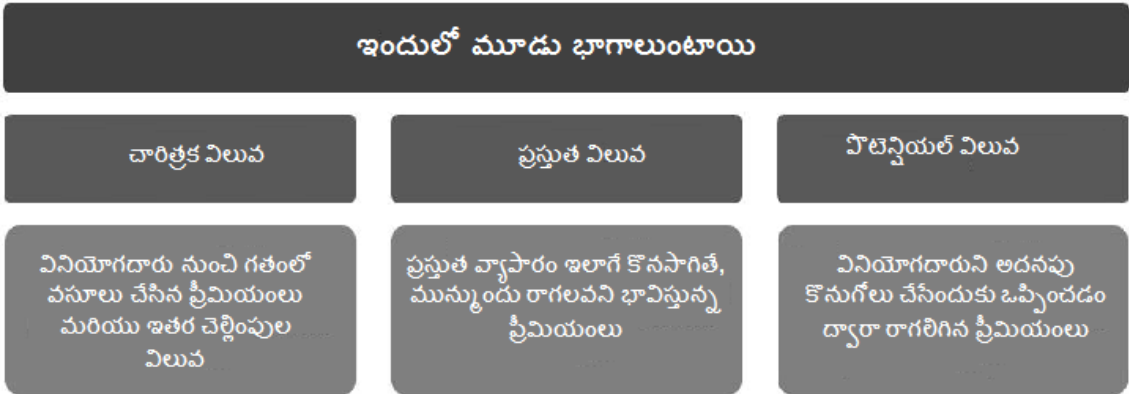 ఇందులో మూడు భాగాలుంటాయి
చారిత్రక విలువ
ప్రస్తుత విలువ
పొటెన్షియల్ విలువ
వినియోగదారు నుంచి గతంలో
వసూలు చేసిన ప్రీమియంలు
మరియు ఇతర చెల్లింపుల
విలువ
ప్రస్తుత వ్యాపారం ఇలాగే కొనసాగితే,
మున్ముందు రాగలవని భావిస్తున్న
ప్రీమియంలు
వినియోగదారుని అదనపు
కొనుగోలు చేసేందుకు ఒప్పించడం
ద్వారా రాగలిగిన ప్రీమియంలు